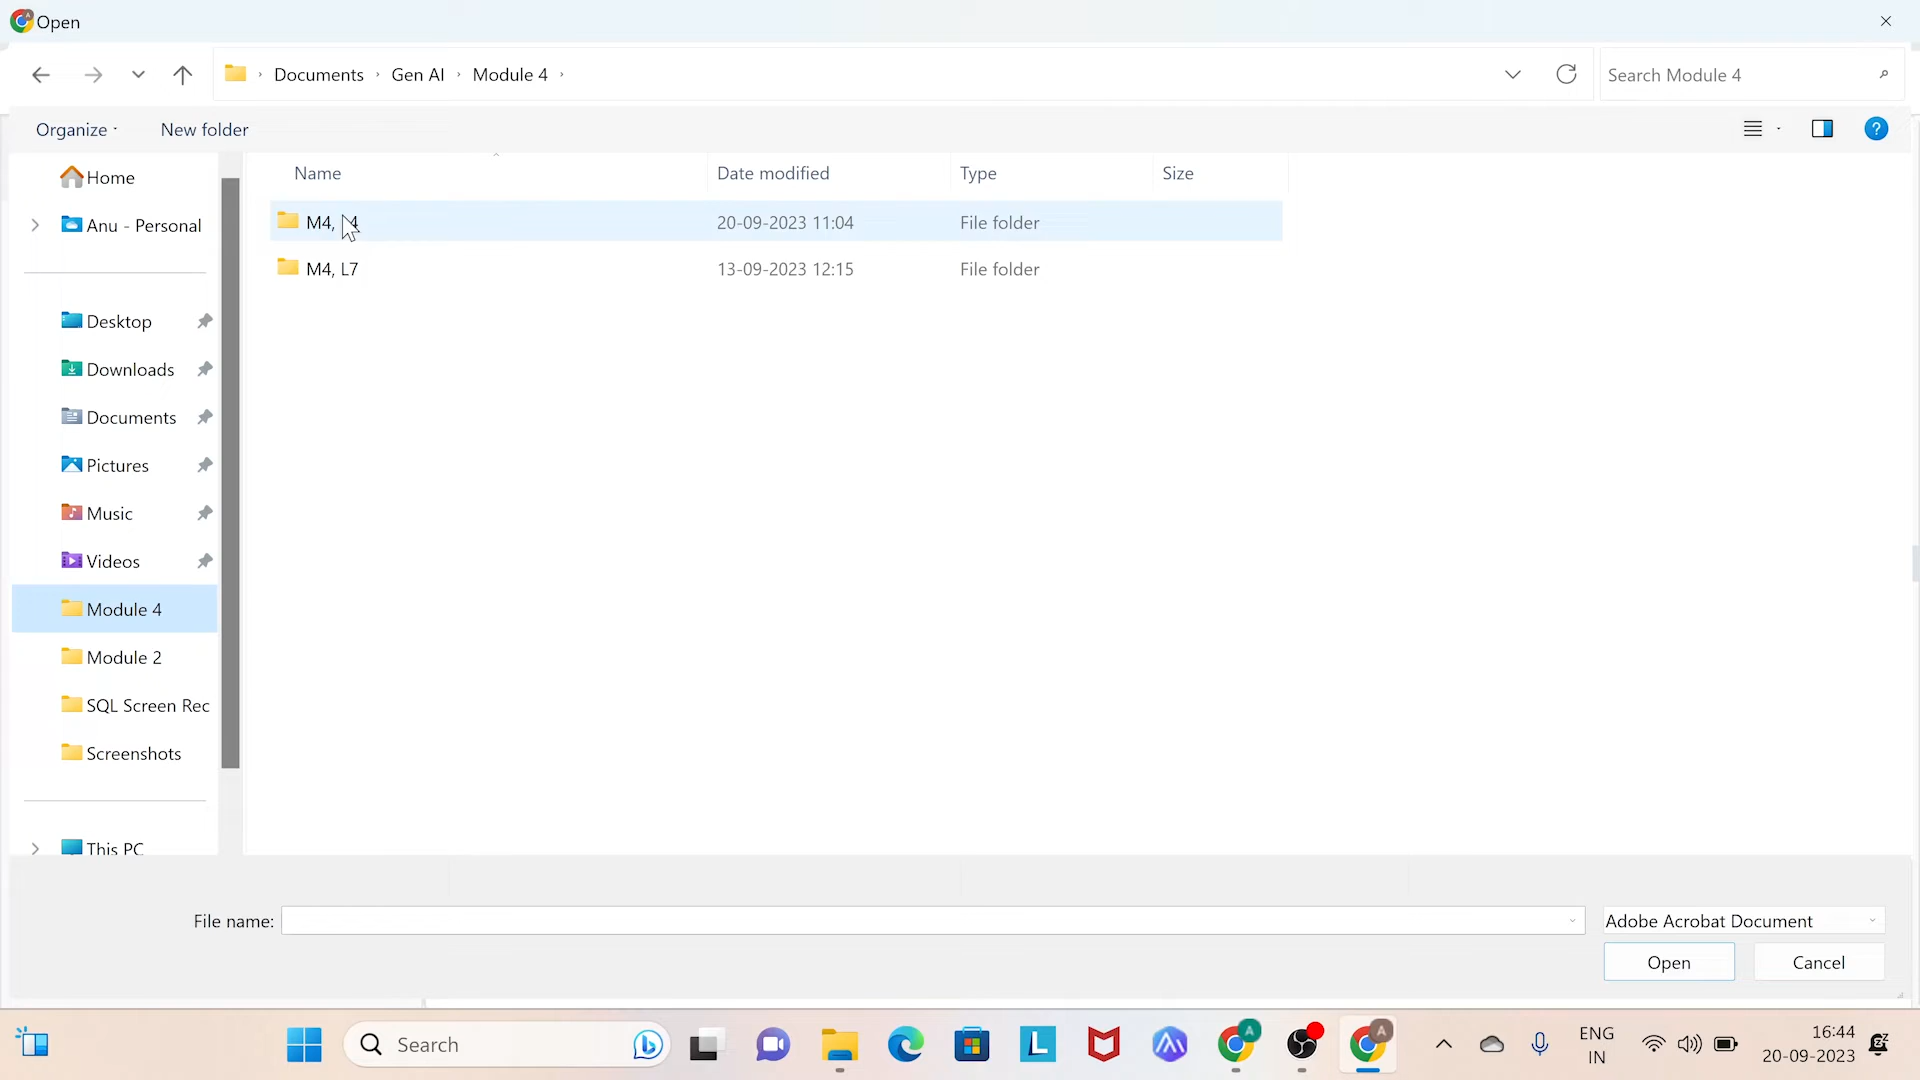 Open
Documents › Gen AI › Module 4 ›
Search Module 4
Organize
New folder
Name
Date modified
Type
Size
Home
Anu - Personal
Desktop
Downloads
Documents
Pictures
Music
Videos
Module 4
Module 2
SQL Screen Rec
Screenshots
This PC
M4, 4
20-09-2023 11:04
File folder
M4, L7
13-09-2023 12:15
File folder
File name:
Adobe Acrobat Document
Open
Cancel
Search
ENG
IN
16:44
20-09-2023